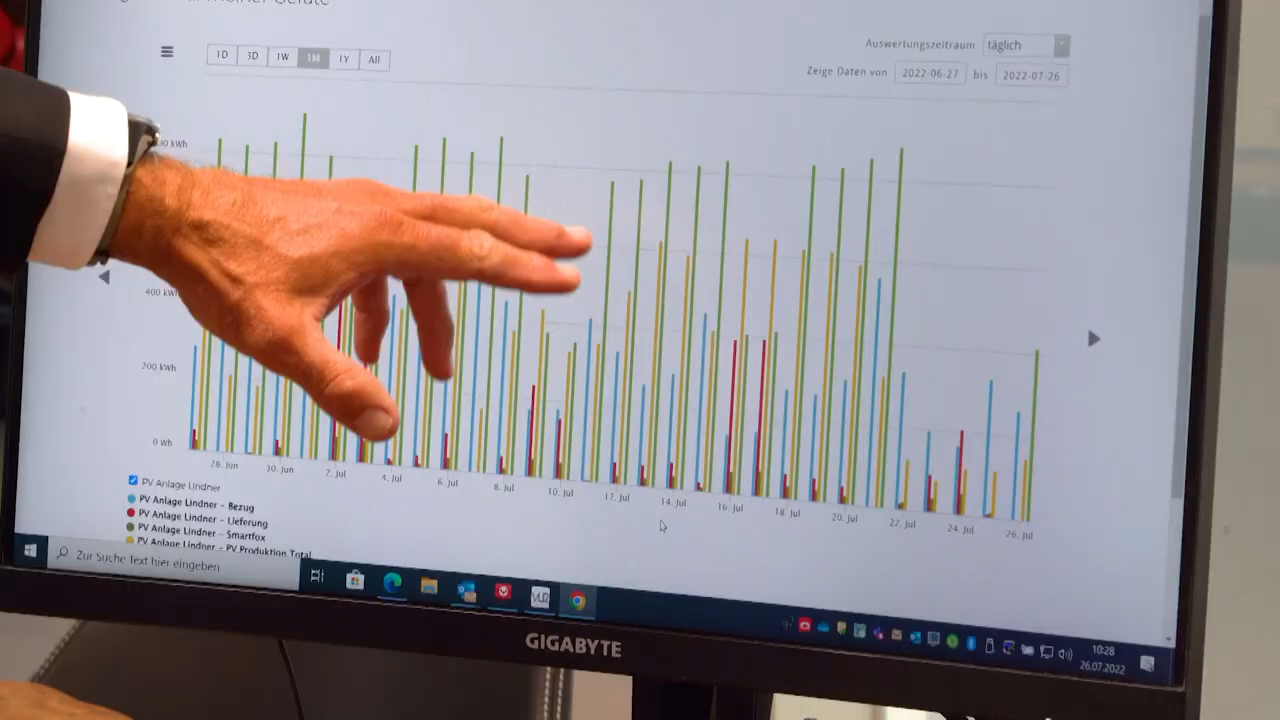 meiner Geräte
1D 3D 1W 1M 1Y All
Auswertungszeitraum täglich
Zeige Daten von 2022-06-27 bis 2022-07-26
kWh
400 kWh
200 kWh
0 Wh
28. Jun 30. Jun 2. Jul 4. Jul 6. Jul 8. Jul 10. Jul 12. Jul 14. Jul 16. Jul 18. Jul 20. Jul 22. Jul 24. Jul 26. Jul
PV Anlage Lindner
PV Anlage Lindner - Bezug
PV Anlage Lindner - Lieferung
PV Anlage Lindner - Smartfox
PV Anlage Lindner - PV Produktion Total
Zur Suche Text hier eingeben
10:28
26.07.2022
GIGABYTE